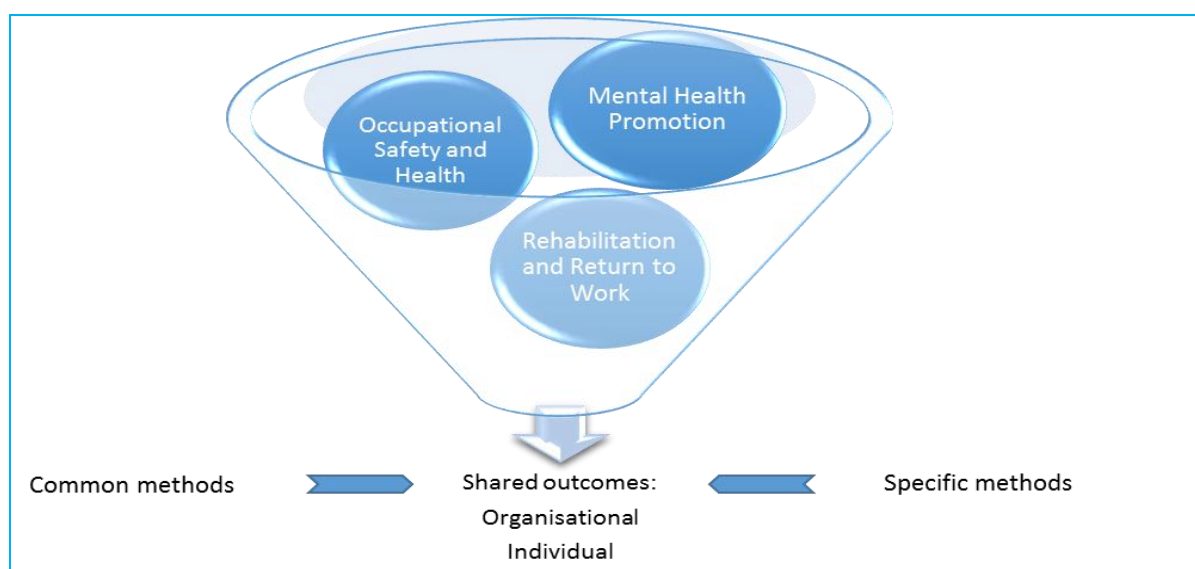 Mental Health
Promotion
Occupational
Safety and
Health
Rehabilitation
and Return to
Work
Common methods
Shared outcomes:
Organisational
Individual
Specific methods